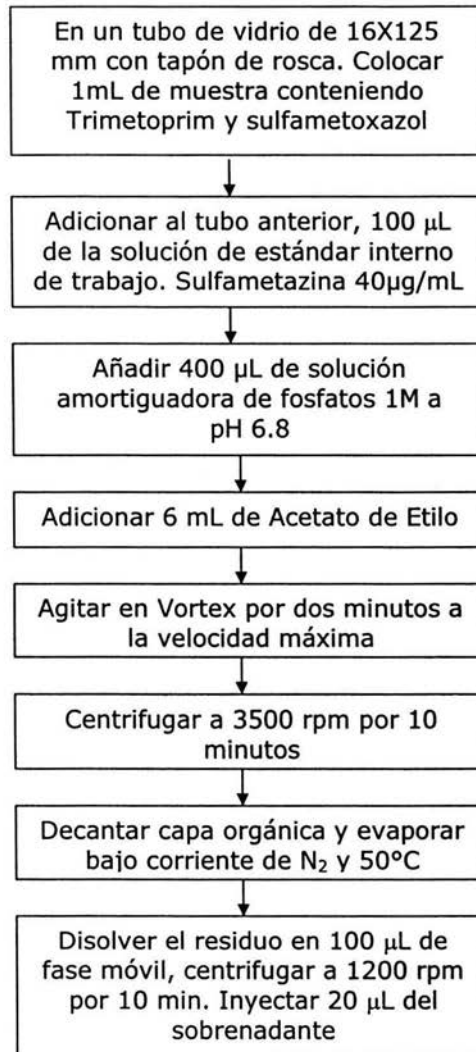 En un tubo de vidrio de 16X125
mm con tapón de rosca. Colocar
1mL de muestra conteniendo
Trimetoprim y sulfametoxazol
Adicionar al tubo anterior, 100 μL
de la solución de estándar interno
de trabajo. Sulfametazina 40μg/mL
Añadir 400 μL de solución
amortiguadora de fosfatos 1M a
pH 6.8
Adicionar 6 mL de Acetato de Etilo
Agitar en Vortex por dos minutos a
la velocidad máxima
Centrifugar a 3500 rpm por 10
minutos
Decantar capa orgánica y evaporar
bajo corriente de N₂ y 50°C
Disolver el residuo en 100 μL de
fase móvil, centrifugar a 1200 rpm
por 10 min. Inyectar 20 μL del
sobrenadante